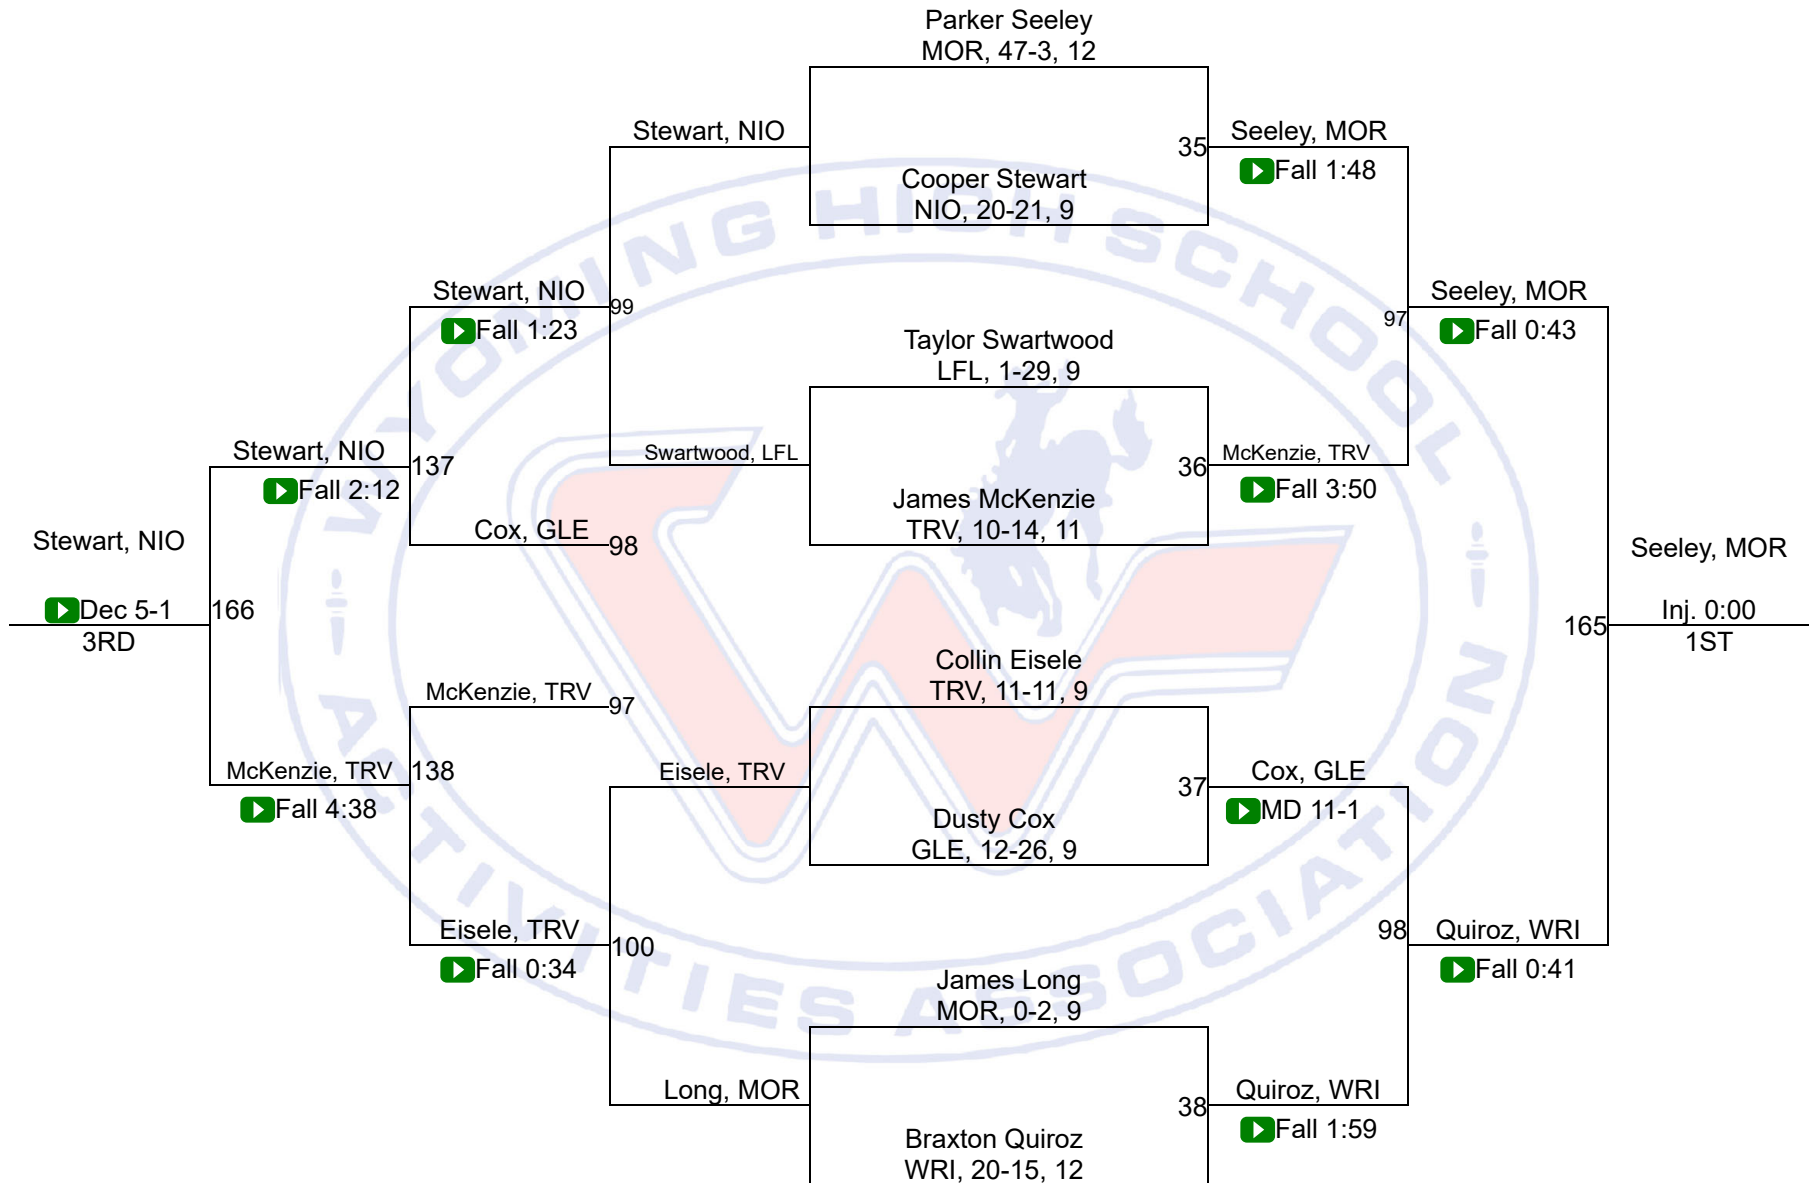 Parker Seeley
MOR, 47-3, 12
Stewart, NIO
35
Seeley, MOR
Fall 1:48
Cooper Stewart
NIO, 20-21, 9
Stewart, NIO
Fall 1:23
99
Seeley, MOR
97
Fall 0:43
Taylor Swartwood
LFL, 1-29, 9
Stewart, NIO
137
Fall 2:12
Swartwood, LFL
36
McKenzie, TRV
Fall 3:50
James McKenzie
TRV, 10-14, 11
Cox, GLE
98
Stewart, NIO
Dec 5-1
166
3RD
Seeley, MOR
Inj. 0:00
165
1ST
Collin Eisele
TRV, 11-11, 9
McKenzie, TRV
97
McKenzie, TRV
138
Fall 4:38
Eisele, TRV
37
Cox, GLE
MD 11-1
Dusty Cox
GLE, 12-26, 9
Eisele, TRV
100
Fall 0:34
98
Quiroz, WRI
Fall 0:41
James Long
MOR, 0-2, 9
Long, MOR
38
Quiroz, WRI
Fall 1:59
Braxton Quiroz
WRI, 20-15, 12
WYOMING HIGH SCHOOL
ACTIVITIES ASSOCIATION